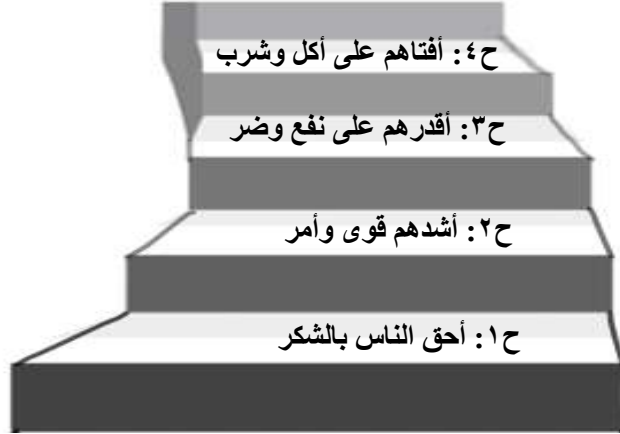 ح٤: أفتاهم على أكل وشرب
ح٣: أقدرهم على نفع وضر
ح٢: أشدهم قوى وأمر
ح١: أحق الناس بالشكر